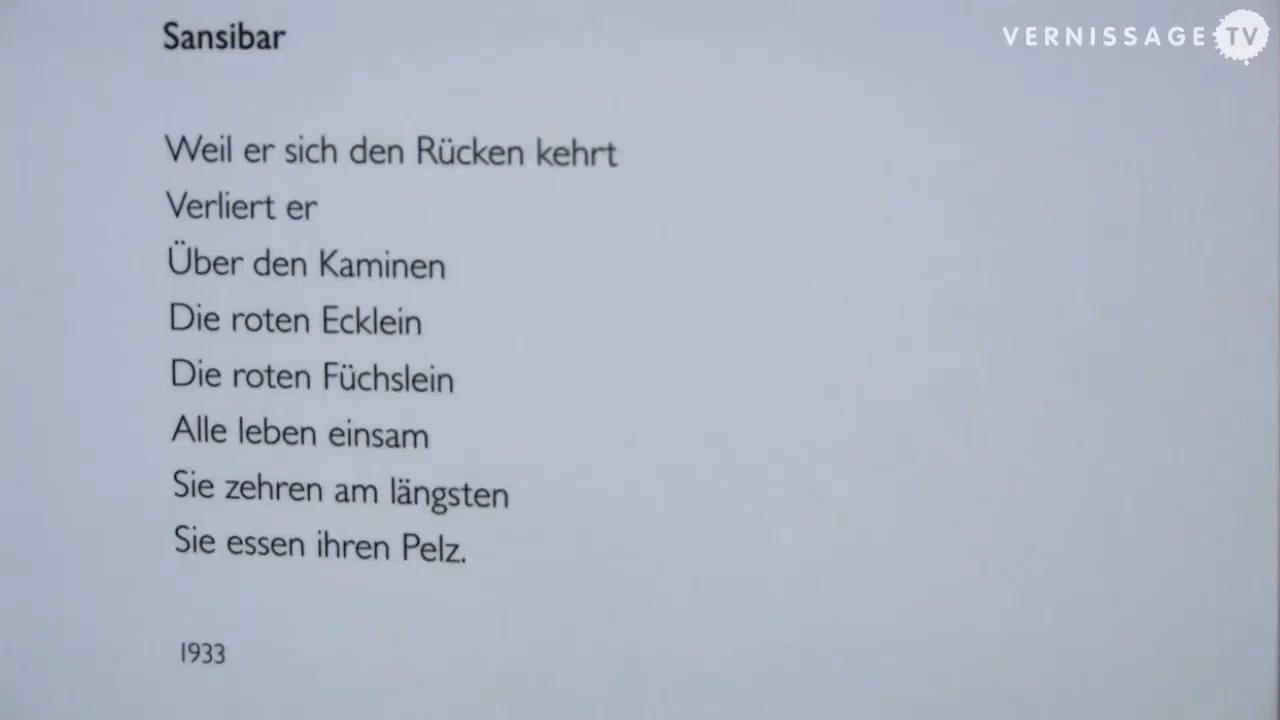 Sansibar
VERNISSAGE TV
Weil er sich den Rücken kehrt
Verliert er
Über den Kaminen
Die roten Ecklein
Die roten Füchslein
Alle leben einsam
Sie zehren am längsten
Sie essen ihren Pelz.
1933